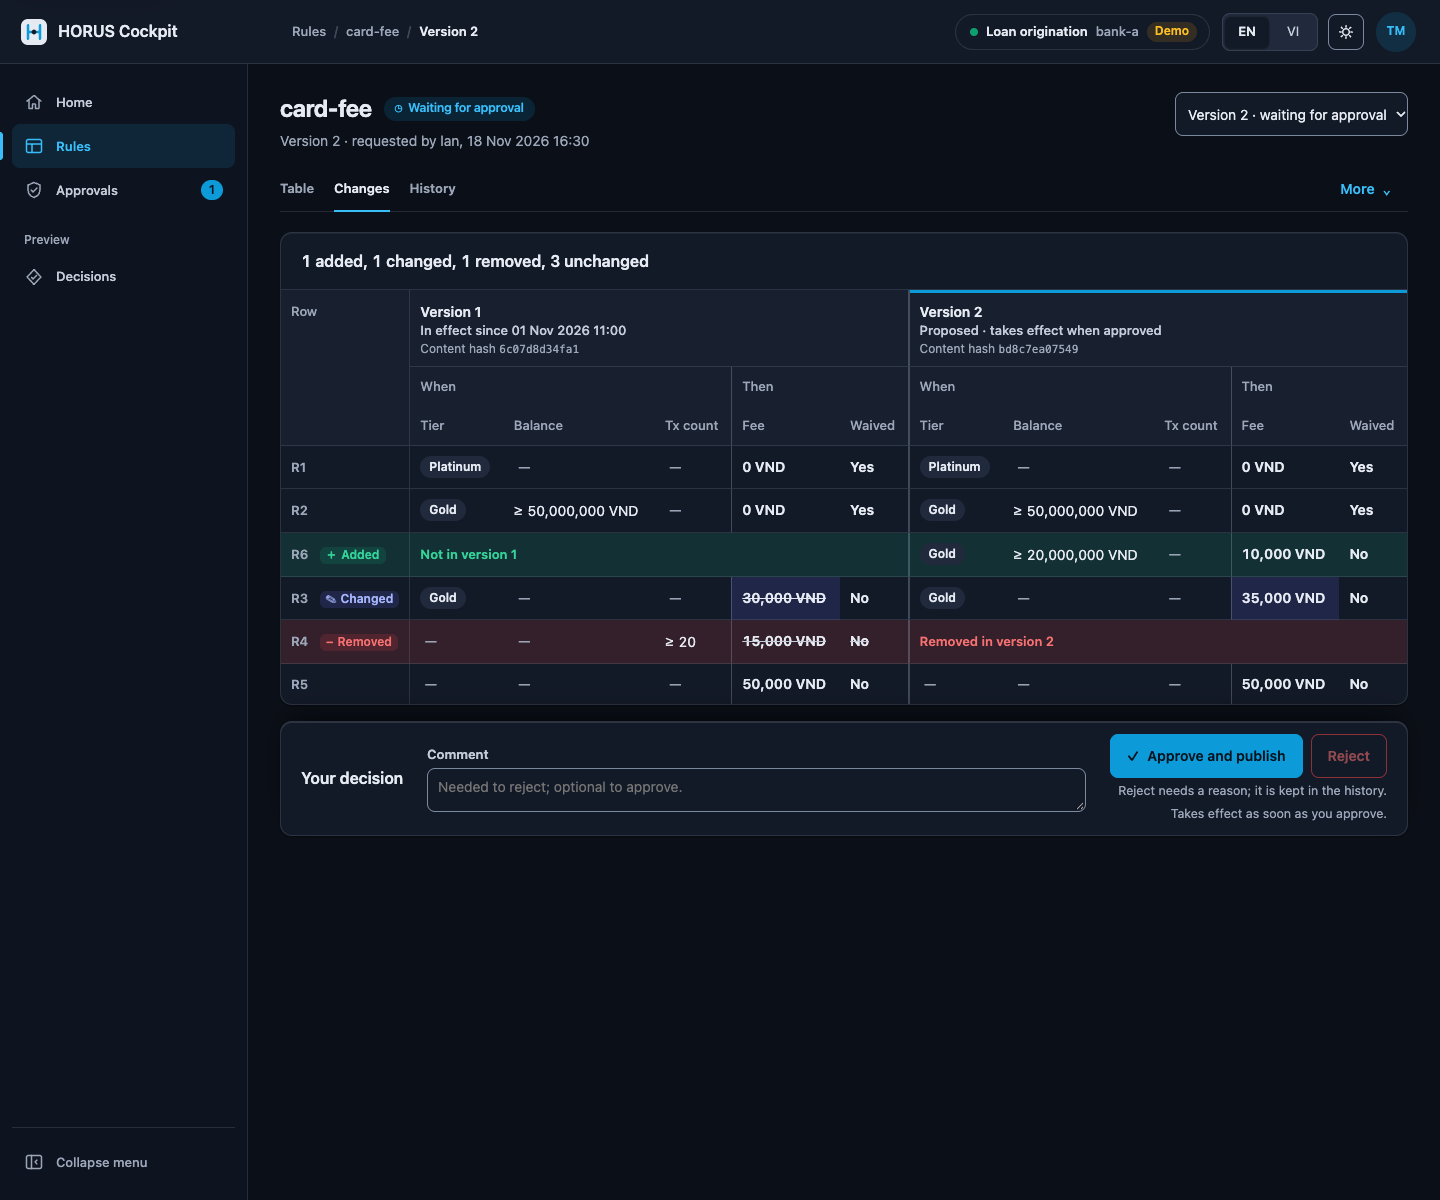 HORUS Cockpit
Rules / card-fee / Version 2
Loan origination bank-a Demo
EN VI
TM
Home
Rules
Approvals 1
Preview
Decisions
Collapse menu
card-fee Waiting for approval
Version 2 · waiting for approval
Version 2 · requested by lan, 18 Nov 2026 16:30
Table Changes History
More
1 added, 1 changed, 1 removed, 3 unchanged
Row
Version 1
In effect since 01 Nov 2026 11:00
Content hash 6c07d8d34fa1
Version 2
Proposed · takes effect when approved
Content hash bd8c7ea07549
When Then When Then
Tier Balance Tx count Fee Waived Tier Balance Tx count Fee Waived
R1 Platinum — — 0 VND Yes Platinum — — 0 VND Yes
R2 Gold ≥ 50,000,000 VND — 0 VND Yes Gold ≥ 50,000,000 VND — 0 VND Yes
R6 + Added Not in version 1 Gold ≥ 20,000,000 VND — 10,000 VND No
R3 ✎ Changed Gold — — 30,000 VND No Gold — — 35,000 VND No
R4 − Removed — — ≥ 20 15,000 VND No Removed in version 2
R5 — — — 50,000 VND No — — — 50,000 VND No
Your decision
Comment
Needed to reject; optional to approve.
✓ Approve and publish
Reject
Reject needs a reason; it is kept in the history.
Takes effect as soon as you approve.